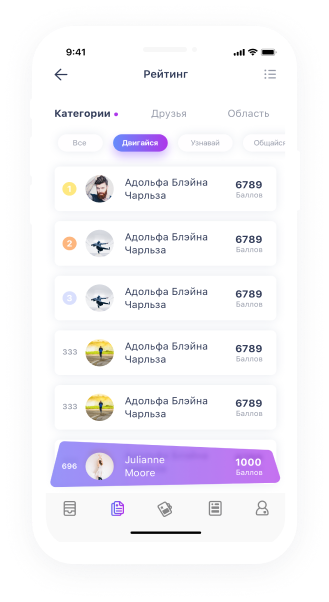 9:41
Рейтинг
Категории Друзья Область
Все Двигайся Узнавай
1 Адольфа Блэйна 6789
Чарльза Баллов
2 Адольфа Блэйна 6789
Чарльза Баллов
3 Адольфа Блэйна 6789
Чарльза Баллов
333 Адольфа Блэйна 6789
Чарльза Баллов
333 Адольфа Блэйна 6789
Чарльза Баллов
696 Julianne 1000
Moore Баллов